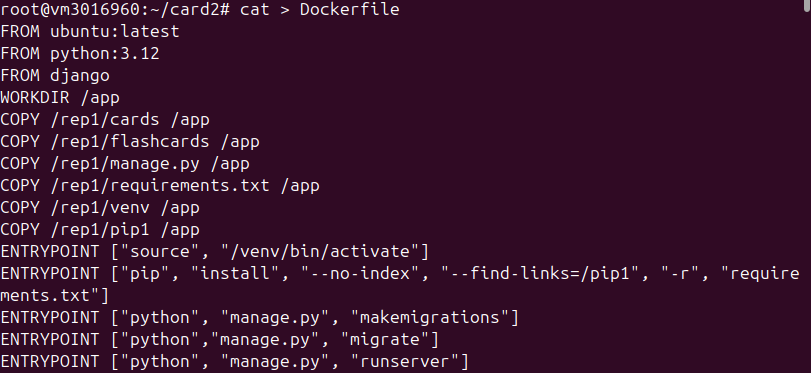 root@vm3016960:~/card2# cat > Dockerfile
FROM ubuntu:latest
FROM python:3.12
FROM django
WORKDIR /app
COPY /rep1/cards /app
COPY /rep1/flashcards /app
COPY /rep1/manage.py /app
COPY /rep1/requirements.txt /app
COPY /rep1/venv /app
COPY /rep1/pip1 /app
ENTRYPOINT ["source", "/venv/bin/activate"]
ENTRYPOINT ["pip", "install", "--no-index", "--find-links=/pip1", "-r", "require
ments.txt"]
ENTRYPOINT ["python", "manage.py", "makemigrations"]
ENTRYPOINT ["python","manage.py", "migrate"]
ENTRYPOINT ["python", "manage.py", "runserver"]